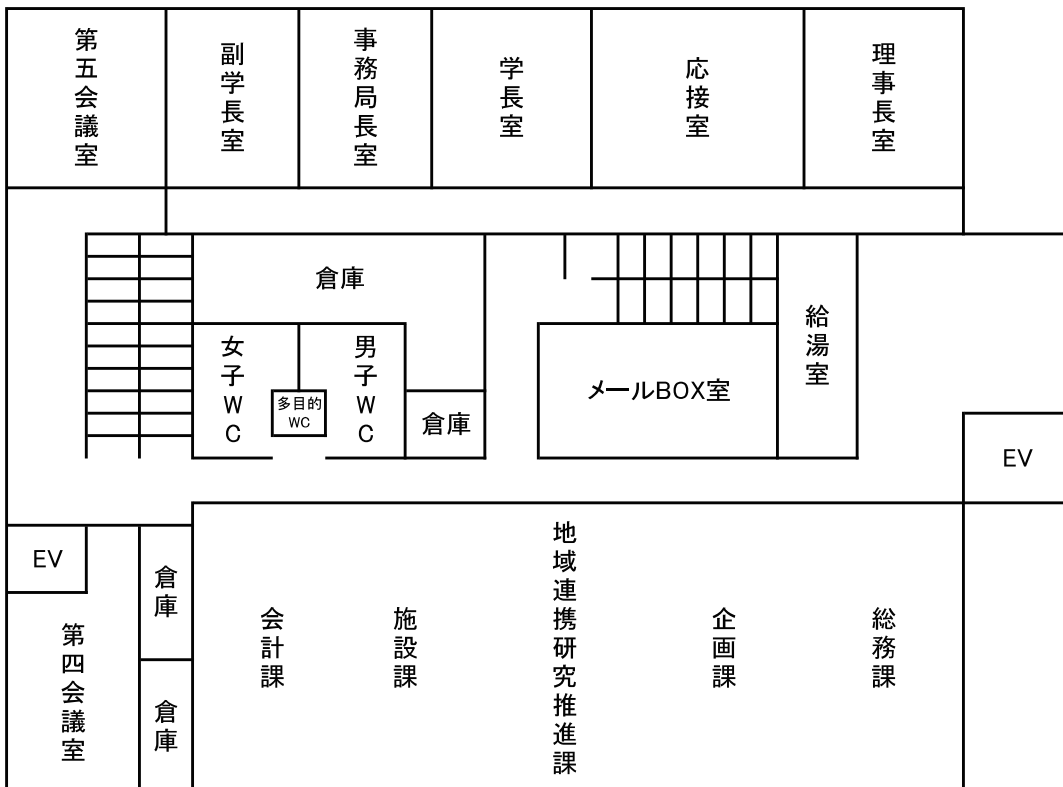 第五会議室
副学長室
事務局長室
学長室
応接室
理事長室
倉庫
女子WC
男子WC
多目的
WC
倉庫
メールBOX室
給湯室
EV
EV
倉庫
第四会議室
倉庫
会計課
施設課
地域連携研究推進課
企画課
総務課